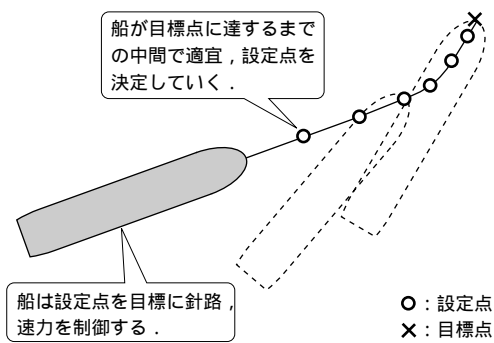 船が目標点に達するまで
の中間で適宜，設定点を
決定していく．
船は設定点を目標に針路，
速力を制御する．
○：設定点
×：目標点